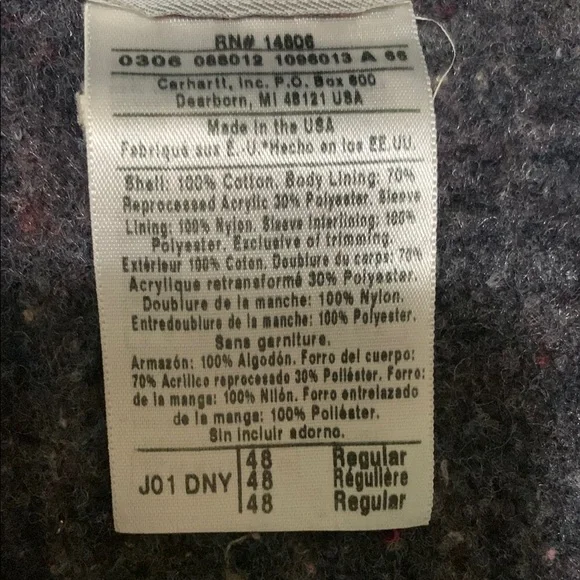 RN# 14806
0306 088012 1096013 A 66
Carhartt, Inc. P.O. Box 600
Dearborn, MI 48121 USA
Made in the USA
Fabriqué aux É.-U.*Hecho en los EE.UU.
Shell: 100% Cotton. Body Lining: 70%
Reprocessed Acrylic 30% Polyester. Sleeve
Lining: 100% Nylon. Sleeve Interlining: 100%
Polyester. Exclusive of trimming.
Extérieur 100% Coton. Doublure du corps: 70%
Acrylique retransformé 30% Polyester.
Doublure de la manche: 100% Nylon.
Entredoublure de la manche: 100% Polyester.
Sans garniture.
Armazón: 100% Algodón. Forro del cuerpo:
70% Acrílico reprocesado 30% Poliéster. Forro
de la manga: 100% Nilón. Forro entrelazado
de la manga: 100% Poliéster.
Sin incluir adorno.
48 Regular
J01 DNY 48 Régulière
48 Regular